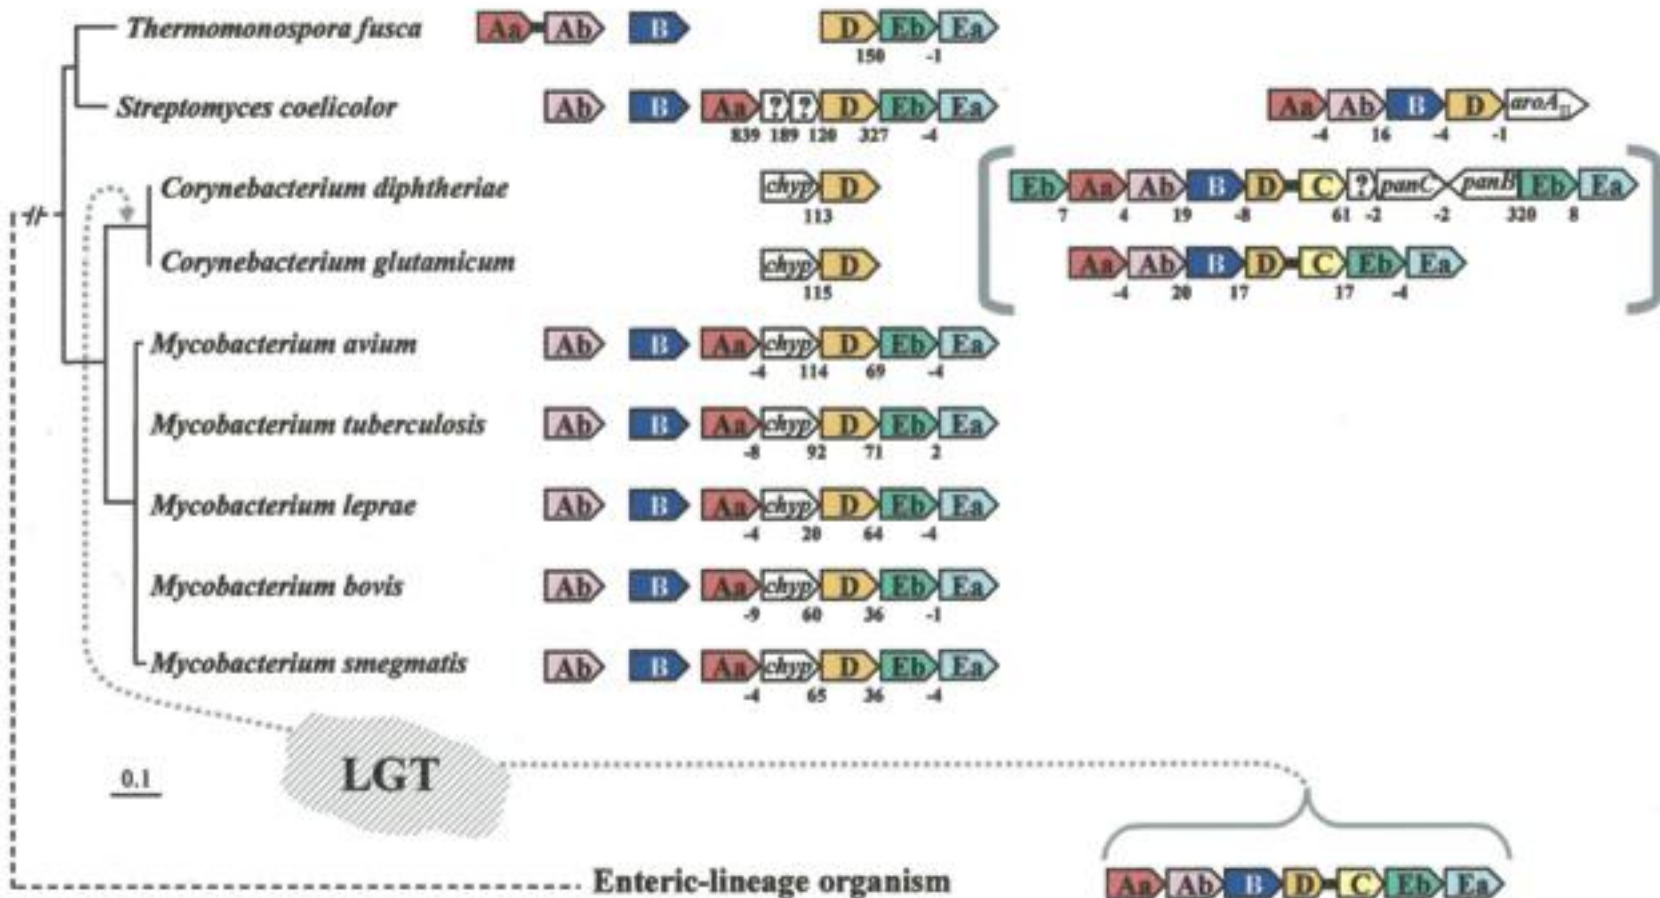 Thermomonospora fusca Aa Ab B D Eb Ea
150 -1
Streptomyces coelicolor Ab B Aa ? ? D Eb Ea Aa Ab B D aroA II
839 189 120 327 -4 -4 16 -4 -1
Corynebacterium diphtheriae chyp D Eb Aa Ab B D C ? panC panB Eb Ea
113 7 4 19 -8 61 -2 -2 320 8
Corynebacterium glutamicum chyp D Aa Ab B D C Eb Ea
115 -4 20 17 17 -4
Mycobacterium avium Ab B Aa chyp D Eb Ea
-4 114 69 -4
Mycobacterium tuberculosis Ab B Aa chyp D Eb Ea
-8 92 71 2
Mycobacterium leprae Ab B Aa chyp D Eb Ea
-4 20 64 -4
Mycobacterium bovis Ab B Aa chyp D Eb Ea
-9 60 36 -1
Mycobacterium smegmatis Ab B Aa chyp D Eb Ea
-4 65 36 -4
LGT
0.1
Enteric-lineage organism Aa Ab B D C Eb Ea